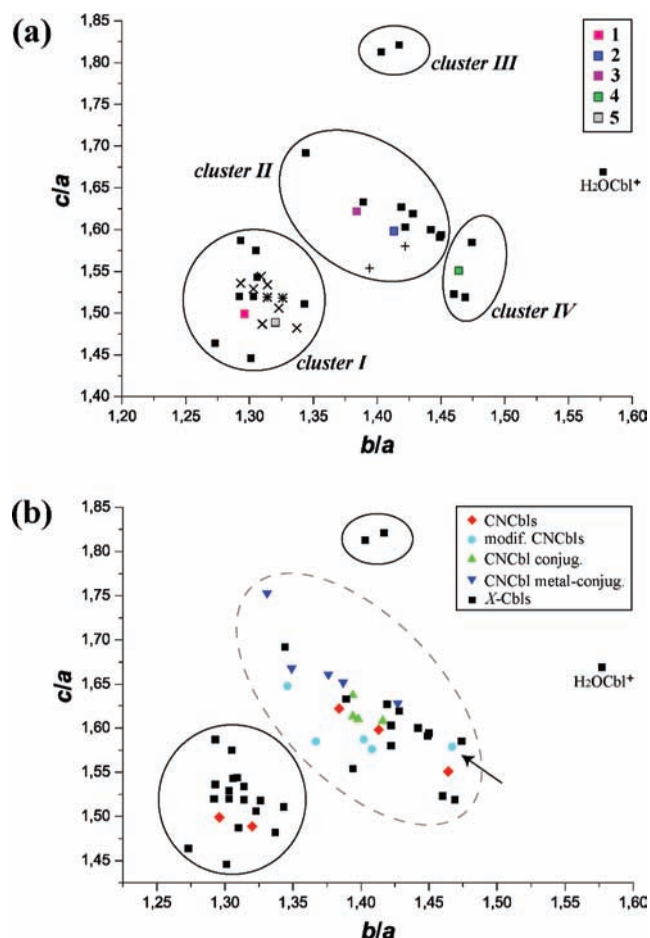 (a)
1,85
1,80
1,75
1,70
1,65
1,60
1,55
1,50
1,45
1,40
c/a
1,20 1,25 1,30 1,35 1,40 1,45 1,50 1,55 1,60
b/a
cluster III
cluster II
cluster I
cluster IV
H₂OCbl⁺
1
2
3
4
5
(b)
1,85
1,80
1,75
1,70
1,65
1,60
1,55
1,50
1,45
c/a
1,25 1,30 1,35 1,40 1,45 1,50 1,55 1,60
b/a
CNCbls
modif. CNCbls
CNCbl conjug.
CNCbl metal-conjug.
X-Cbls
H₂OCbl⁺